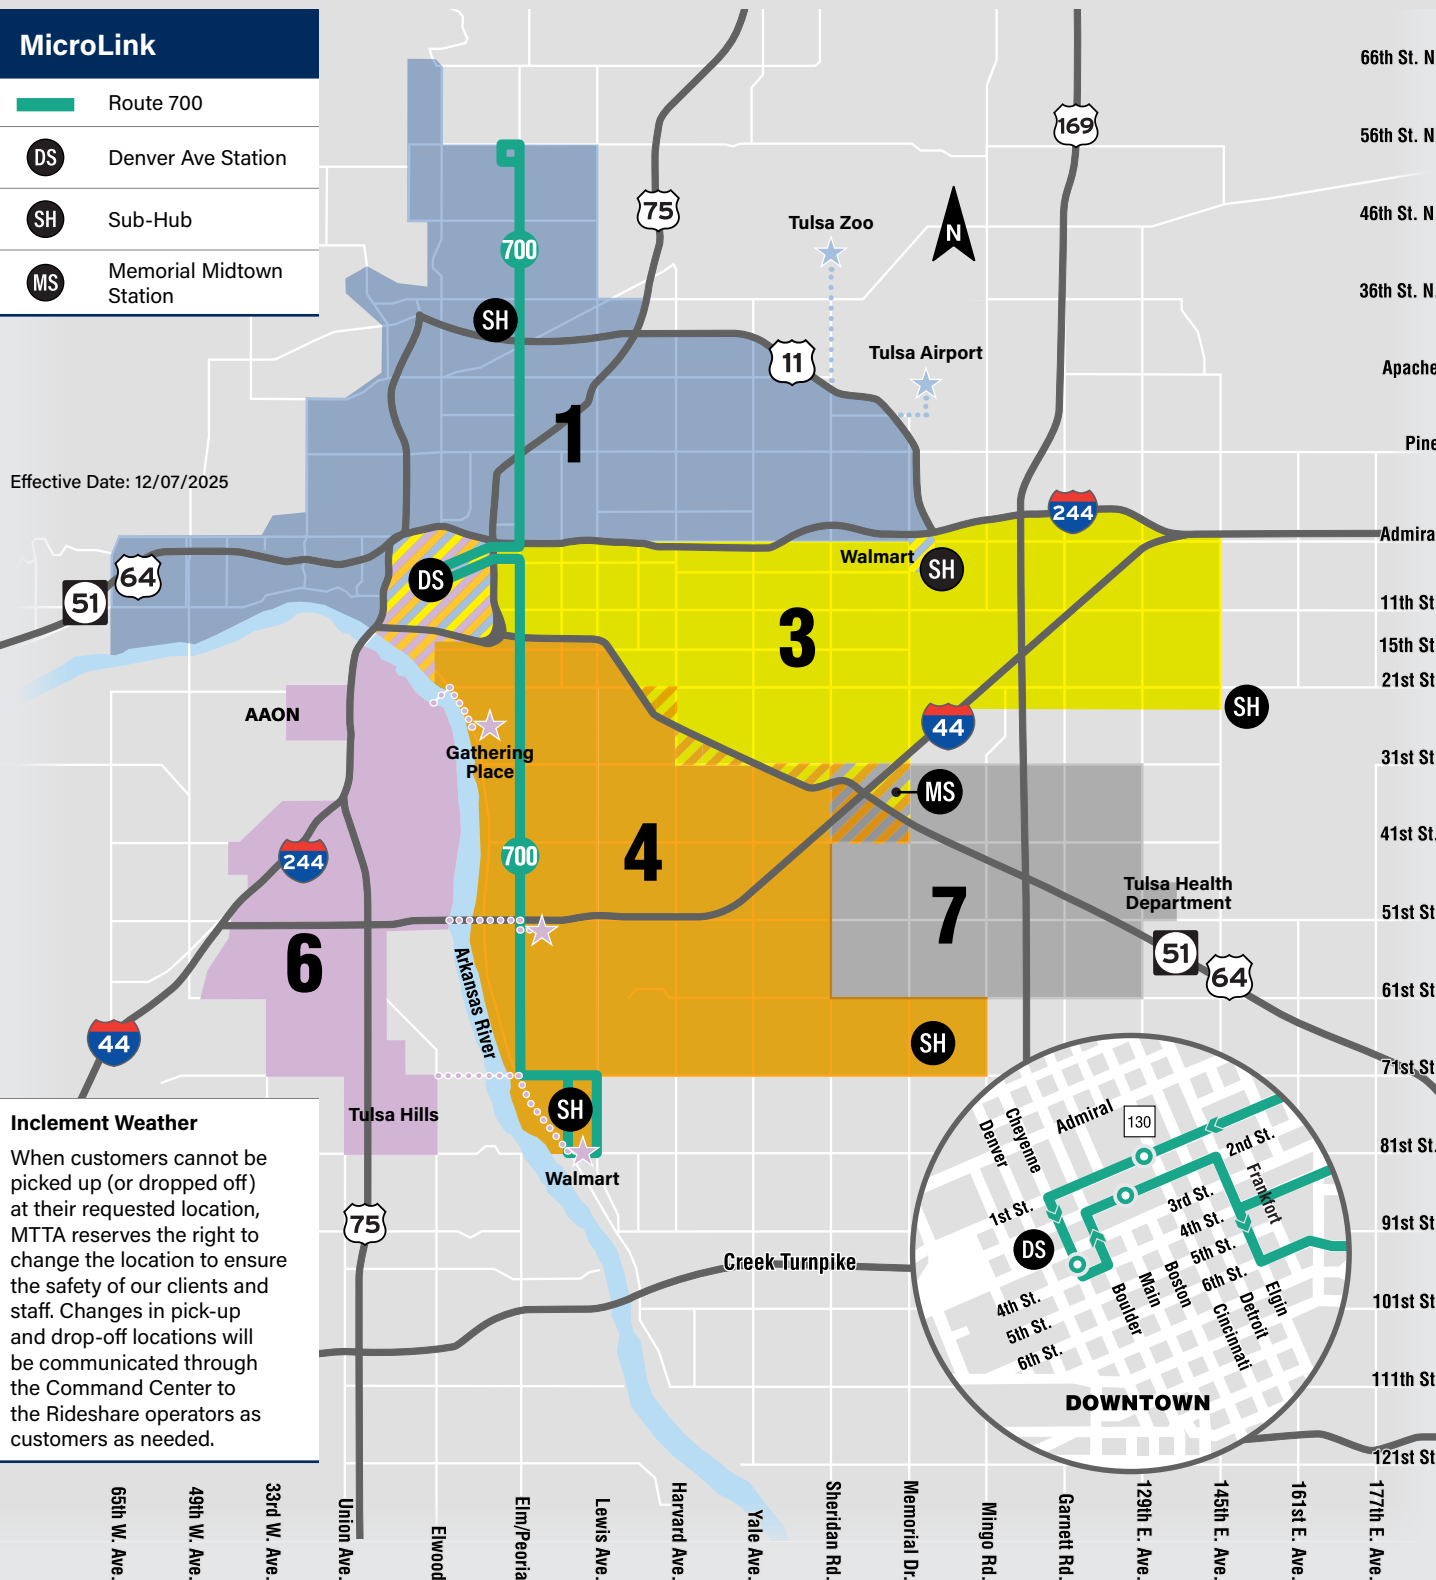 MicroLink
Route 700
DS
Denver Ave Station
SH
Sub-Hub
MS
Memorial Midtown
Station
Effective Date: 12/07/2025
66th St. N
56th St. N
46th St. N
36th St. N.
Apache
Pine
Admira
11th St
15th St
21st St
31st St
41st St.
51st St
61st St
71st St
81st St.
91st St
101st St
111th St
121st St
169
75
700
Tulsa Zoo
N
SH
11
Tulsa Airport
1
244
Walmart
SH
64
51
DS
3
SH
AAON
Gathering
Place
44
MS
700
4
244
7
Tulsa Health
Department
51
64
6
Arkansas River
44
SH
SH
Tulsa Hills
Walmart
75
Creek Turnpike
Inclement Weather
When customers cannot be
picked up (or dropped off)
at their requested location,
MTTA reserves the right to
change the location to ensure
the safety of our clients and
staff. Changes in pick-up
and drop-off locations will
be communicated through
the Command Center to
the Rideshare operators as
customers as needed.
Denver
Cheyenne
Admiral
130
2nd St.
Frankfort
1st St.
3rd St.
4th St.
5th St.
6th St.
DS
4th St.
5th St.
6th St.
Boulder
Main
Boston
Cincinnati
Detroit
Elgin
DOWNTOWN
65th W. Ave.
49th W. Ave.
33rd W. Ave.
Union Ave.
Elwood
Elm/Peoria
Lewis Ave.
Harvard Ave.
Yale Ave.
Sheridan Rd.
Memorial Dr.
Mingo Rd.
Garnett Rd.
129th E. Ave.
145th E. Ave.
161st E. Ave.
177th E. Ave.